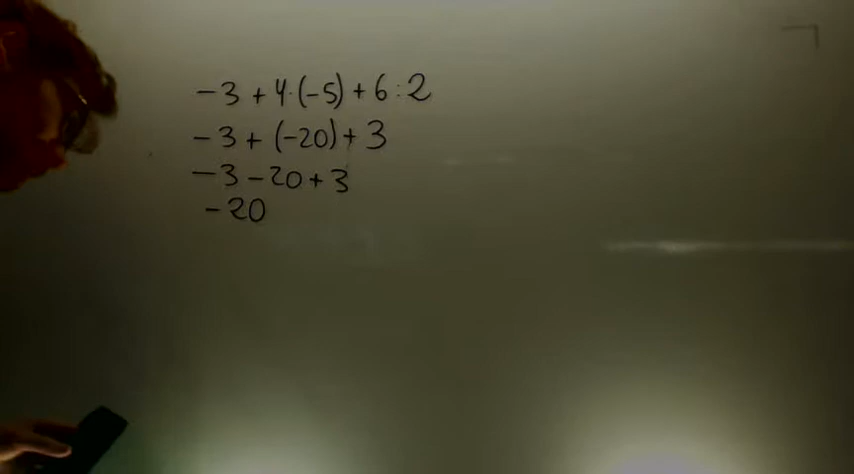 -3 + 4·(-5) + 6:2
-3 + (-20) + 3
-3 - 20 + 3
-20